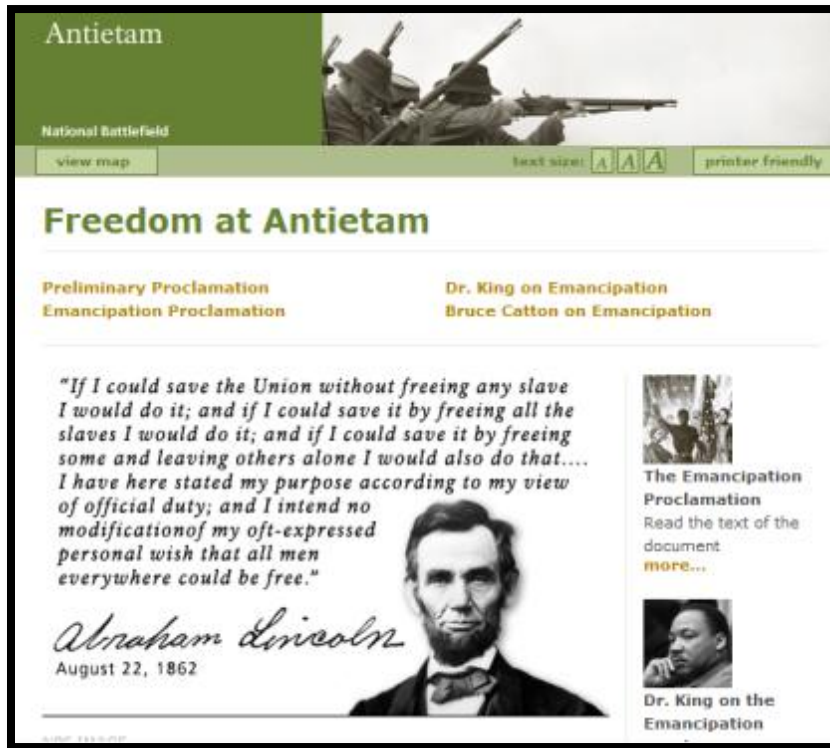 Antietam
National Battlefield
view map
text size: A A A
printer friendly
Freedom at Antietam
Preliminary Proclamation
Dr. King on Emancipation
Emancipation Proclamation
Bruce Catton on Emancipation
"If I could save the Union without freeing any slave
I would do it; and if I could save it by freeing all the
slaves I would do it; and if I could save it by freeing
some and leaving others alone I would also do that....
I have here stated my purpose according to my view
of official duty; and I intend no
modificationof my oft-expressed
personal wish that all men
everywhere could be free."
Abraham Lincoln
August 22, 1862
The Emancipation
Proclamation
Read the text of the
document
more...
Dr. King on the
Emancipation